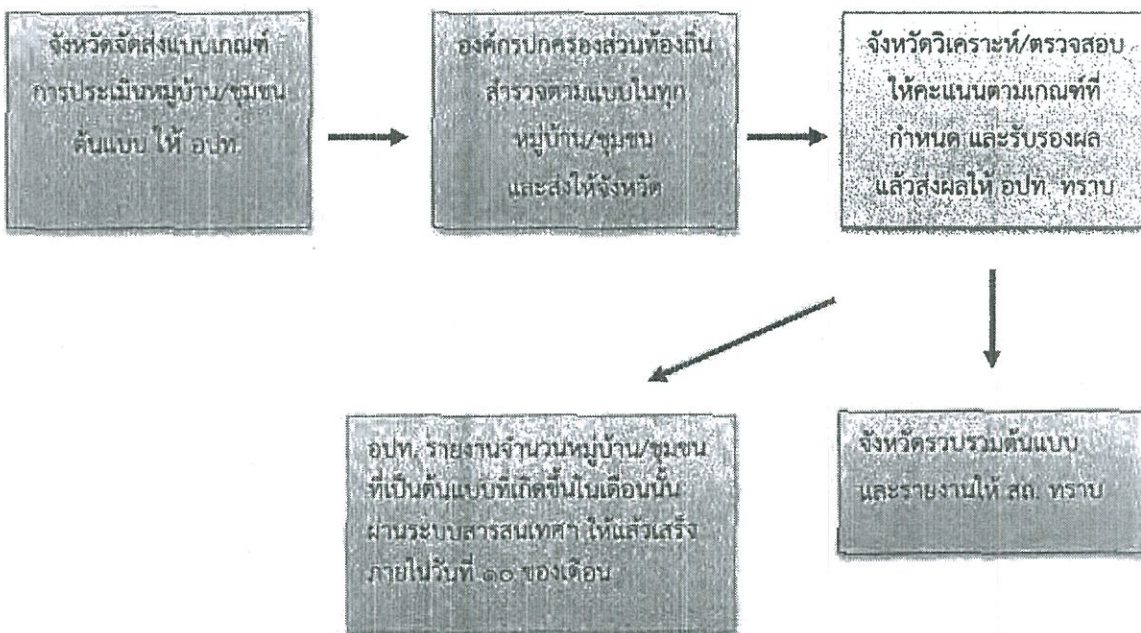 จังหวัดจัดส่งแบบเกณฑ์
การประเมินหมู่บ้าน/ชุมชน
ต้นแบบ ให้ อปท.
องค์กรปกครองส่วนท้องถิ่น
สำรวจตามแบบในทุก
หมู่บ้าน/ชุมชน
และส่งให้จังหวัด
จังหวัดวิเคราะห์/ตรวจสอบ
ให้คะแนนตามเกณฑ์ที่
กำหนด และรับรองผล
แล้วส่งผลให้ อปท. ทราบ
อปท. รายงานจำนวนหมู่บ้าน/ชุมชน
ที่เป็นต้นแบบที่เกิดขึ้นในเดือนนั้น
ผ่านระบบสารสนเทศฯ ให้แล้วเสร็จ
ภายในวันที่ ๑๐ ของเดือน
จังหวัดรวบรวมต้นแบบ
และรายงานให้ สถ. ทราบ